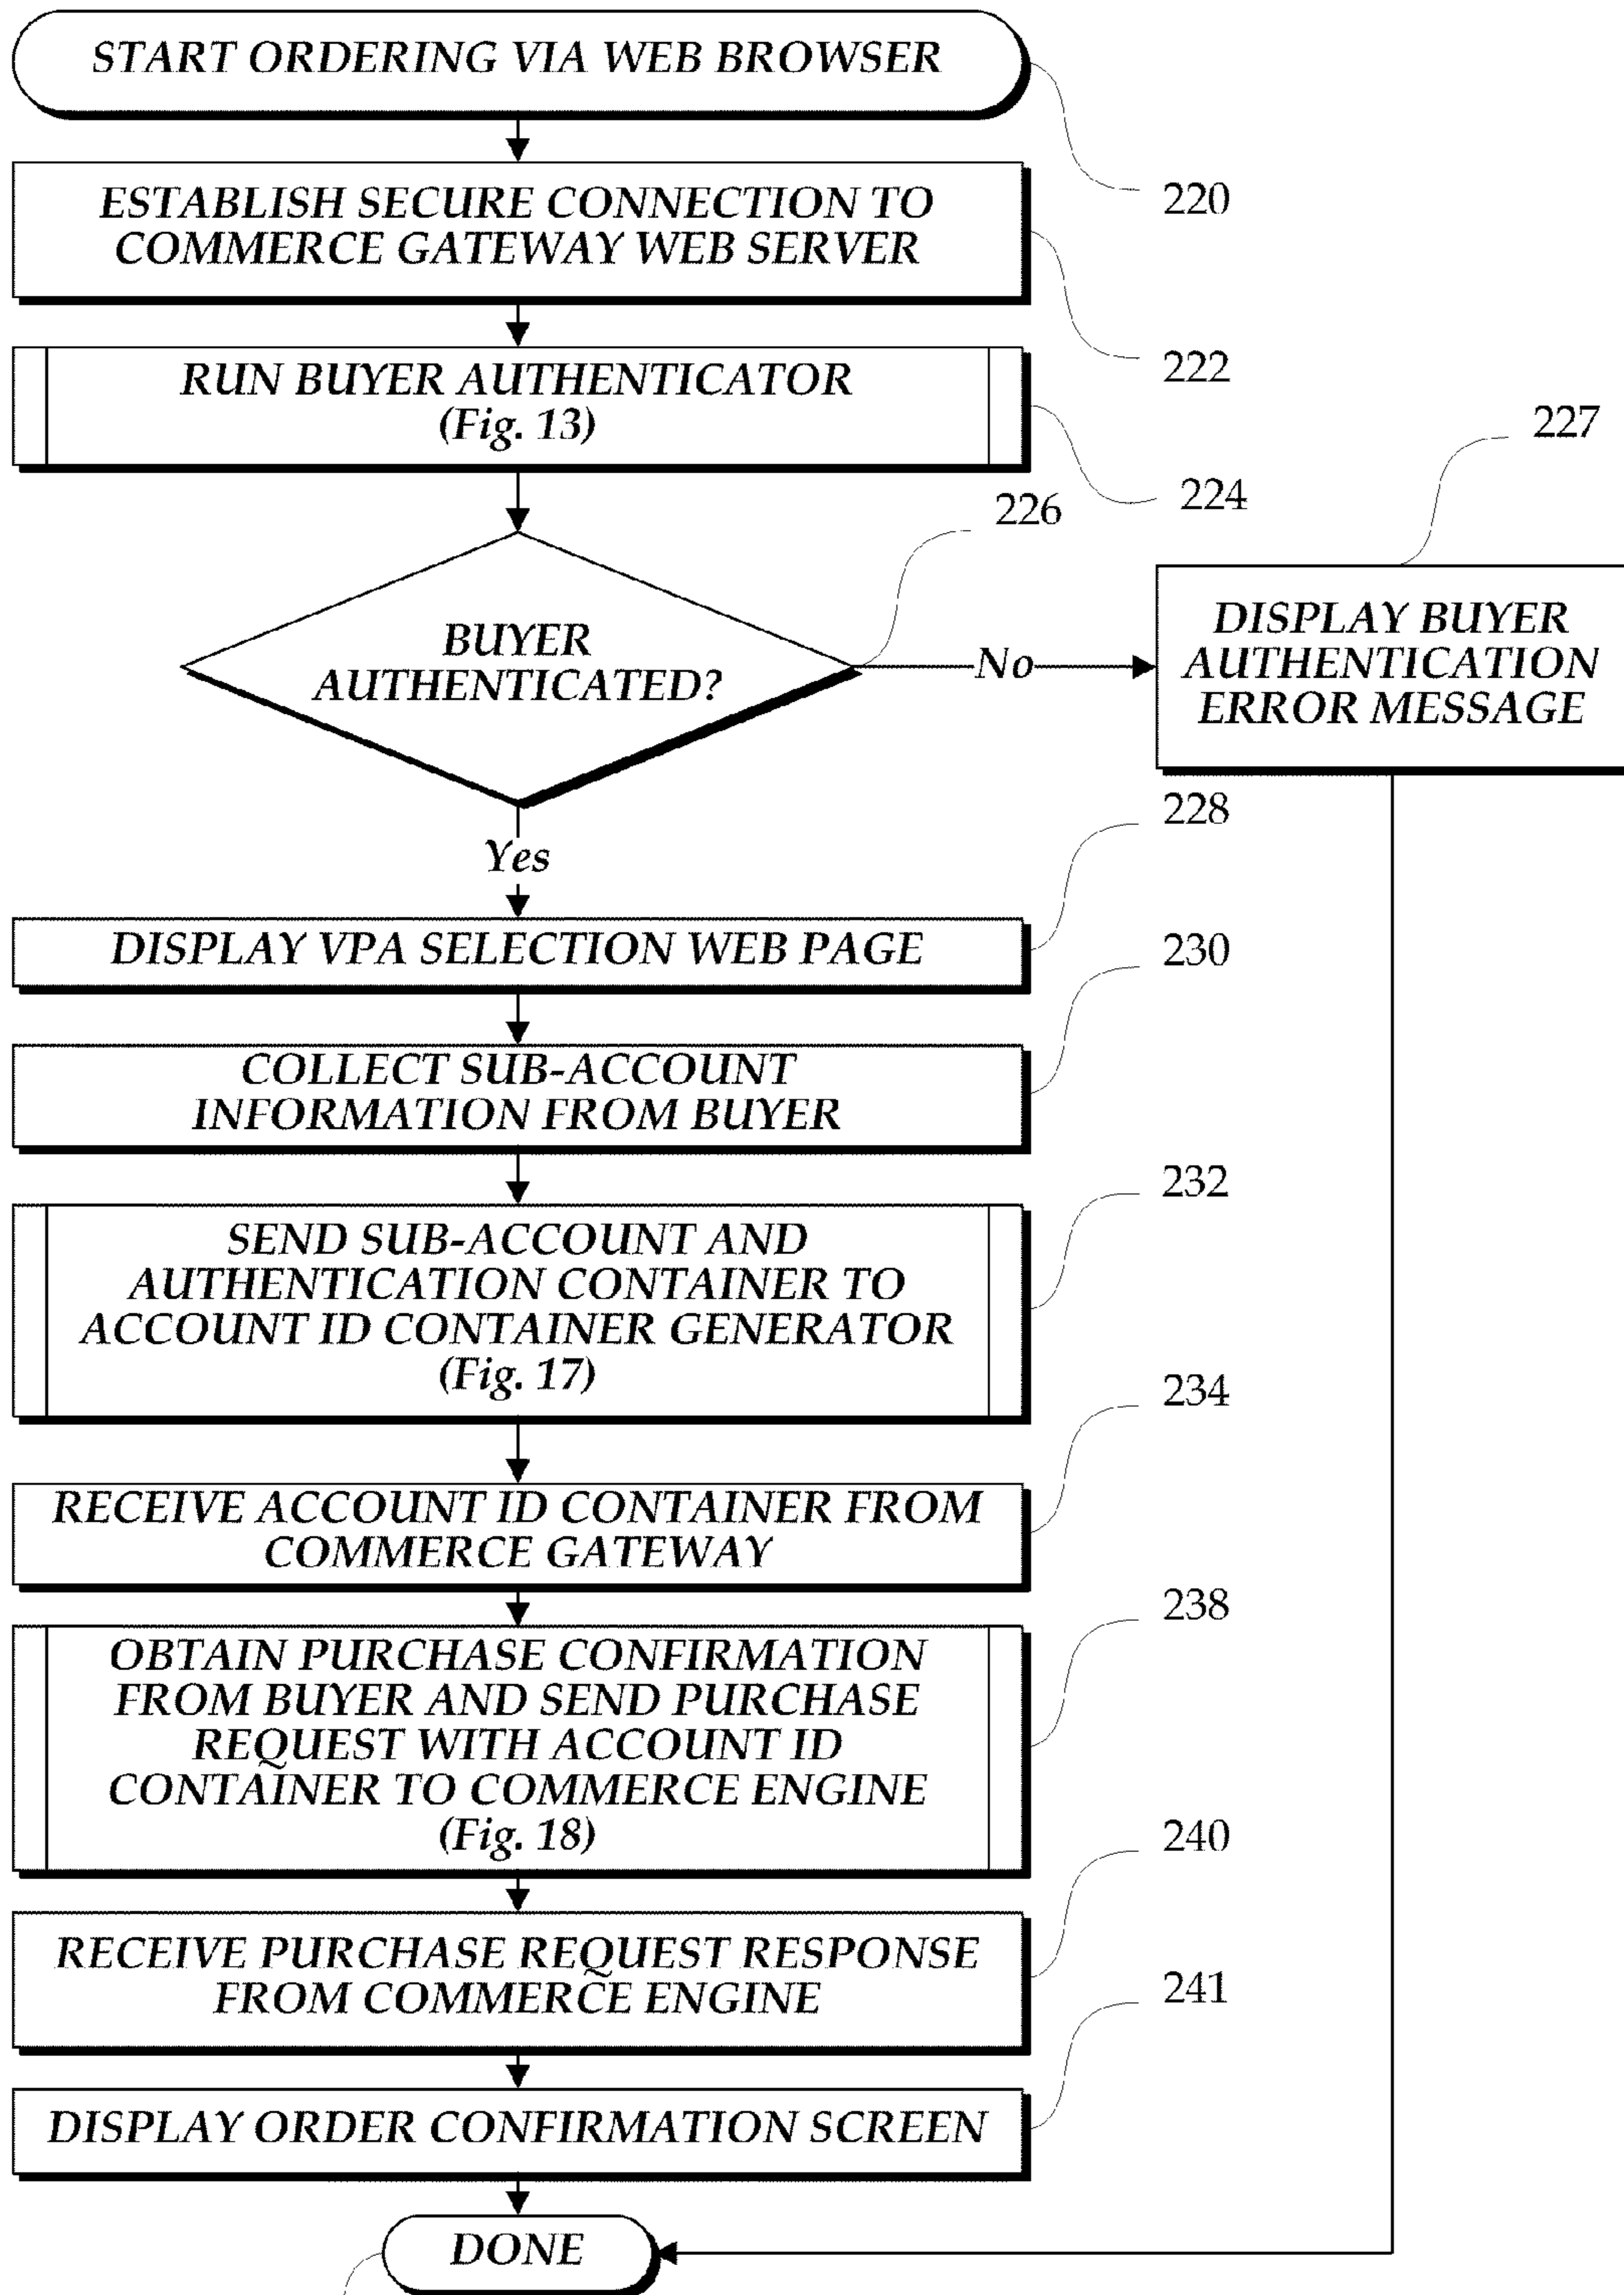 START ORDERING VIA WEB BROWSER
220
ESTABLISH SECURE CONNECTION TO
COMMERCE GATEWAY WEB SERVER
222
RUN BUYER AUTHENTICATOR
(Fig. 13)
224
226
BUYER
AUTHENTICATED?
No
227
DISPLAY BUYER
AUTHENTICATION
ERROR MESSAGE
Yes
228
DISPLAY VPA SELECTION WEB PAGE
230
COLLECT SUB-ACCOUNT
INFORMATION FROM BUYER
232
SEND SUB-ACCOUNT AND
AUTHENTICATION CONTAINER TO
ACCOUNT ID CONTAINER GENERATOR
(Fig. 17)
234
RECEIVE ACCOUNT ID CONTAINER FROM
COMMERCE GATEWAY
238
OBTAIN PURCHASE CONFIRMATION
FROM BUYER AND SEND PURCHASE
REQUEST WITH ACCOUNT ID
CONTAINER TO COMMERCE ENGINE
(Fig. 18)
240
RECEIVE PURCHASE REQUEST RESPONSE
FROM COMMERCE ENGINE
241
DISPLAY ORDER CONFIRMATION SCREEN
DONE